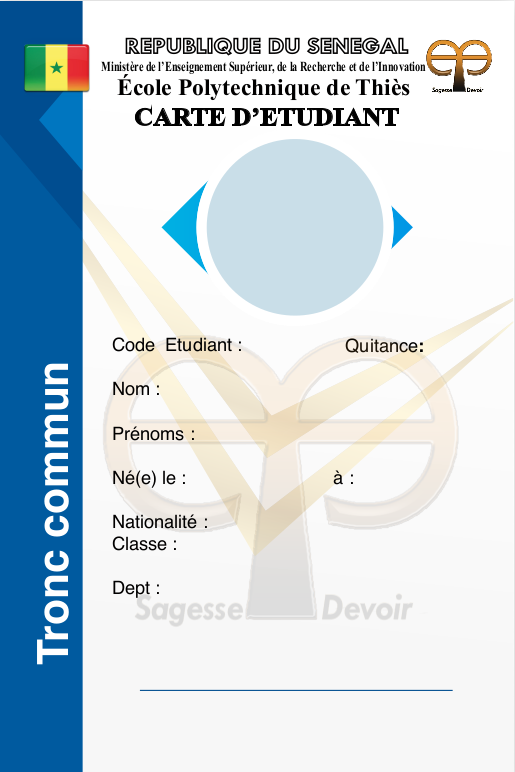 REPUBLIQUE DU SENEGAL
Ministère de l'Enseignement Supérieur, de la Recherche et de l'Innovation
École Polytechnique de Thiès
CARTE D'ETUDIANT
Sagesse Devoir
Code Etudiant : Quitance:
Nom :
Prénoms :
Né(e) le : à :
Nationalité :
Classe :
Dept :
Sagesse Devoir
Tronc commun